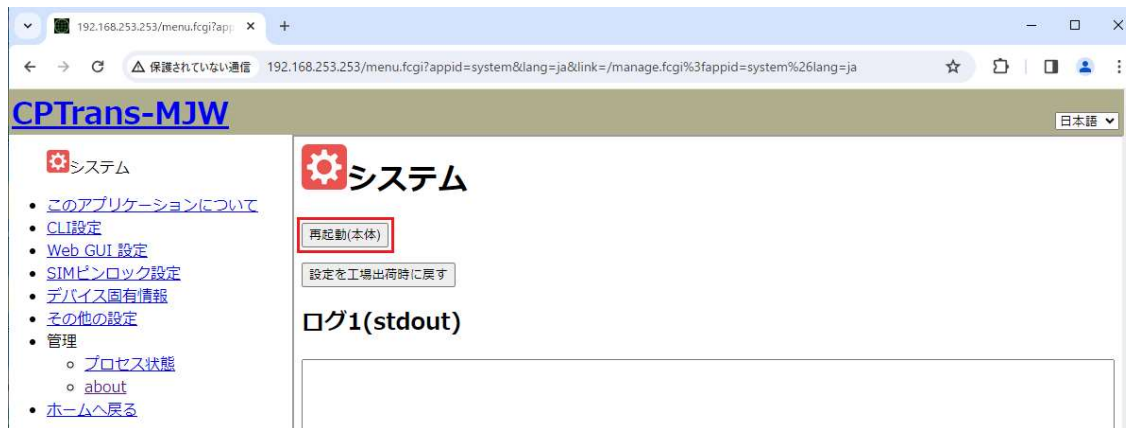 192.168.253.253/menu.fcgi?app
保護されていない通信 192.168.253.253/menu.fcgi?appid=system&lang=ja&link=/manage.fcgi%3fappid=system%26lang=ja
CPTrans-MJW
日本語
システム
このアプリケーションについて
CLI設定
Web GUI 設定
SIMピンロック設定
デバイス固有情報
その他の設定
管理
プロセス状態
about
ホームへ戻る
システム
再起動(本体)
設定を工場出荷時に戻す
ログ1(stdout)